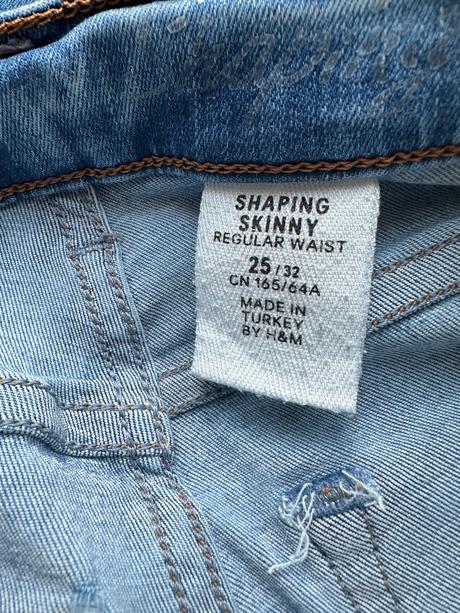 SHAPING
SKINNY
REGULAR WAIST
25/32
CN 165/64A
MADE IN
TURKEY
BY H&M